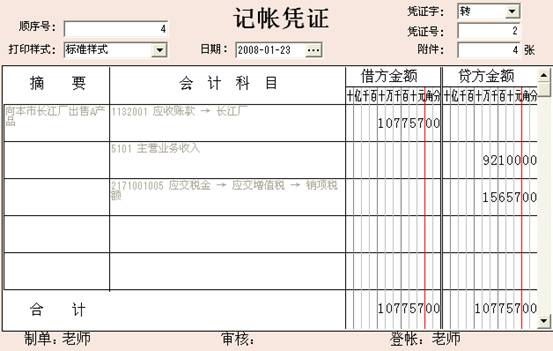 记帐凭证
顺序号： 4
凭证字： 转
凭证号： 2
打印样式： 标准样式
日期： 2008-01-23 ...
附件： 4 张
摘 要 会 计 科 目 借方金额 贷方金额
十亿千百十万千百十元角分 十亿千百十万千百十元角分
向本市长江厂出售A产品 1132001 应收账款 → 长江厂 10775700
5101 主营业务收入 9210000
2171001005 应交税金 → 应交增值税 → 销项税额 1565700
合 计 10775700 10775700
制单：老师 审核： 登帐：老师